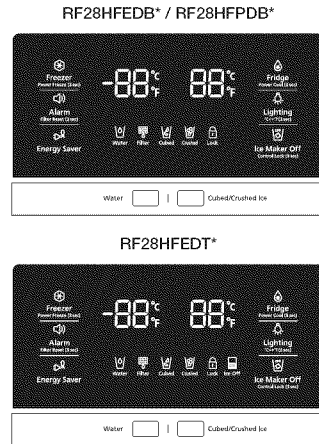 RF28HFEDB* / RF28HFPDB*
Freezer
Power Freeze (3 sec)
-88 °C °F
88 °C °F
Fridge
Power Cool (3 sec)
Alarm
Filter Reset (3 sec)
Lighting
°C↔°F (3 sec)
Energy Saver
Water Filter Cubed Crushed Lock
Ice Maker Off
Control Lock (3 sec)
Water | Cubed/Crushed Ice
RF28HFEDT*
Freezer
Power Freeze (3 sec)
-88 °C °F
88 °C °F
Fridge
Power Cool (3 sec)
Alarm
Filter Reset (3 sec)
Lighting
°C↔°F (3 sec)
Energy Saver
Water Filter Cubed Crushed Lock Ice Off
Ice Maker Off
Control Lock (3 sec)
Water | Cubed/Crushed Ice